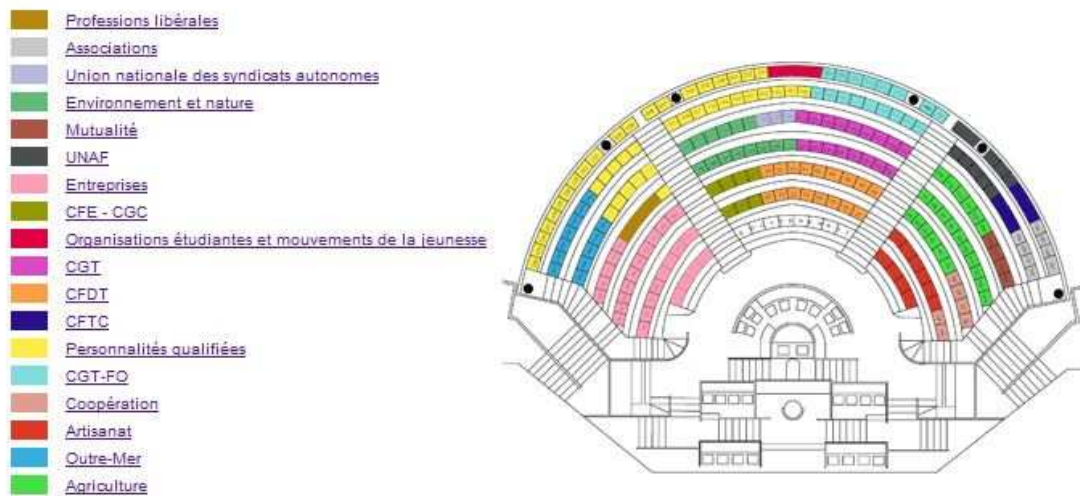 Professions libérales
Associations
Union nationale des syndicats autonomes
Environnement et nature
Mutualité
UNAF
Entreprises
CFE - CGC
Organisations étudiantes et mouvements de la jeunesse
CGT
CFDT
CFTC
Personnalités qualifiées
CGT-FO
Coopération
Artisanat
Outre-Mer
Agriculture